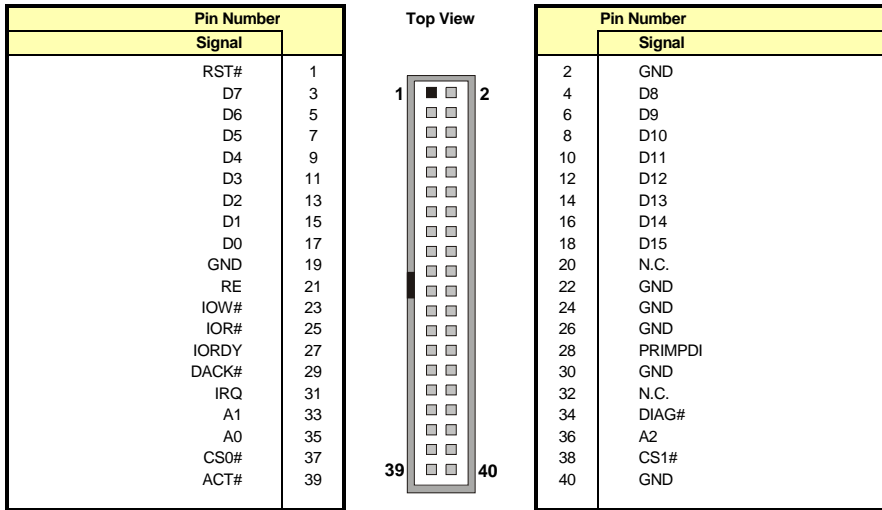 Pin Number Top View Pin Number
Signal Signal
RST# 1 2 GND
D7 3 1 2 4 D8
D6 5 6 D9
D5 7 8 D10
D4 9 10 D11
D3 11 12 D12
D2 13 14 D13
D1 15 16 D14
D0 17 18 D15
GND 19 20 N.C.
RE 21 22 GND
IOW# 23 24 GND
IOR# 25 26 GND
IORDY 27 28 PRIMPDI
DACK# 29 30 GND
IRQ 31 32 N.C.
A1 33 34 DIAG#
A0 35 36 A2
CS0# 37 38 CS1#
ACT# 39 39 40 40 GND